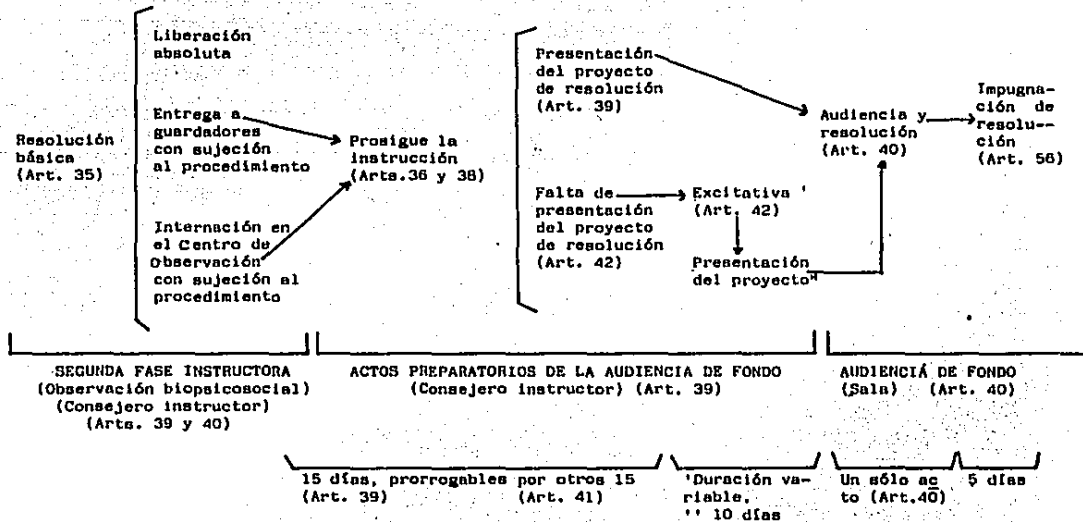 Resolución
básica
(Art. 35)
Liberación
absoluta
Entrega a
guardadores
con sujeción
al procedimiento
Internación en
el Centro de
Observación
con sujeción al
procedimiento
Prosigue la
instrucción
(Arts.36 y 38)
Presentación
del proyecto
de resolución
(Art. 39)
Falta de
presentación
del proyecto
de resolución
(Art. 42)
Excitativa '
(Art. 42)
Presentación
del proyecto"
Audiencia y
resolución
(Art. 40)
Impugna-
ción de
resolu--
ción
(Art. 56)
SEGUNDA FASE INSTRUCTORA
(Observación biopsicosocial)
(Consejero instructor)
(Arts. 39 y 40)
ACTOS PREPARATORIOS DE LA AUDIENCIA DE FONDO
(Consejero instructor) (Art. 39)
AUDIENCIA DE FONDO
(Sala) (Art. 40)
15 días, prorrogables por otros 15
(Art. 39) (Art. 41)
'Duración va-
riable.
'' 10 días
Un sólo ac
to (Art.40)
5 días